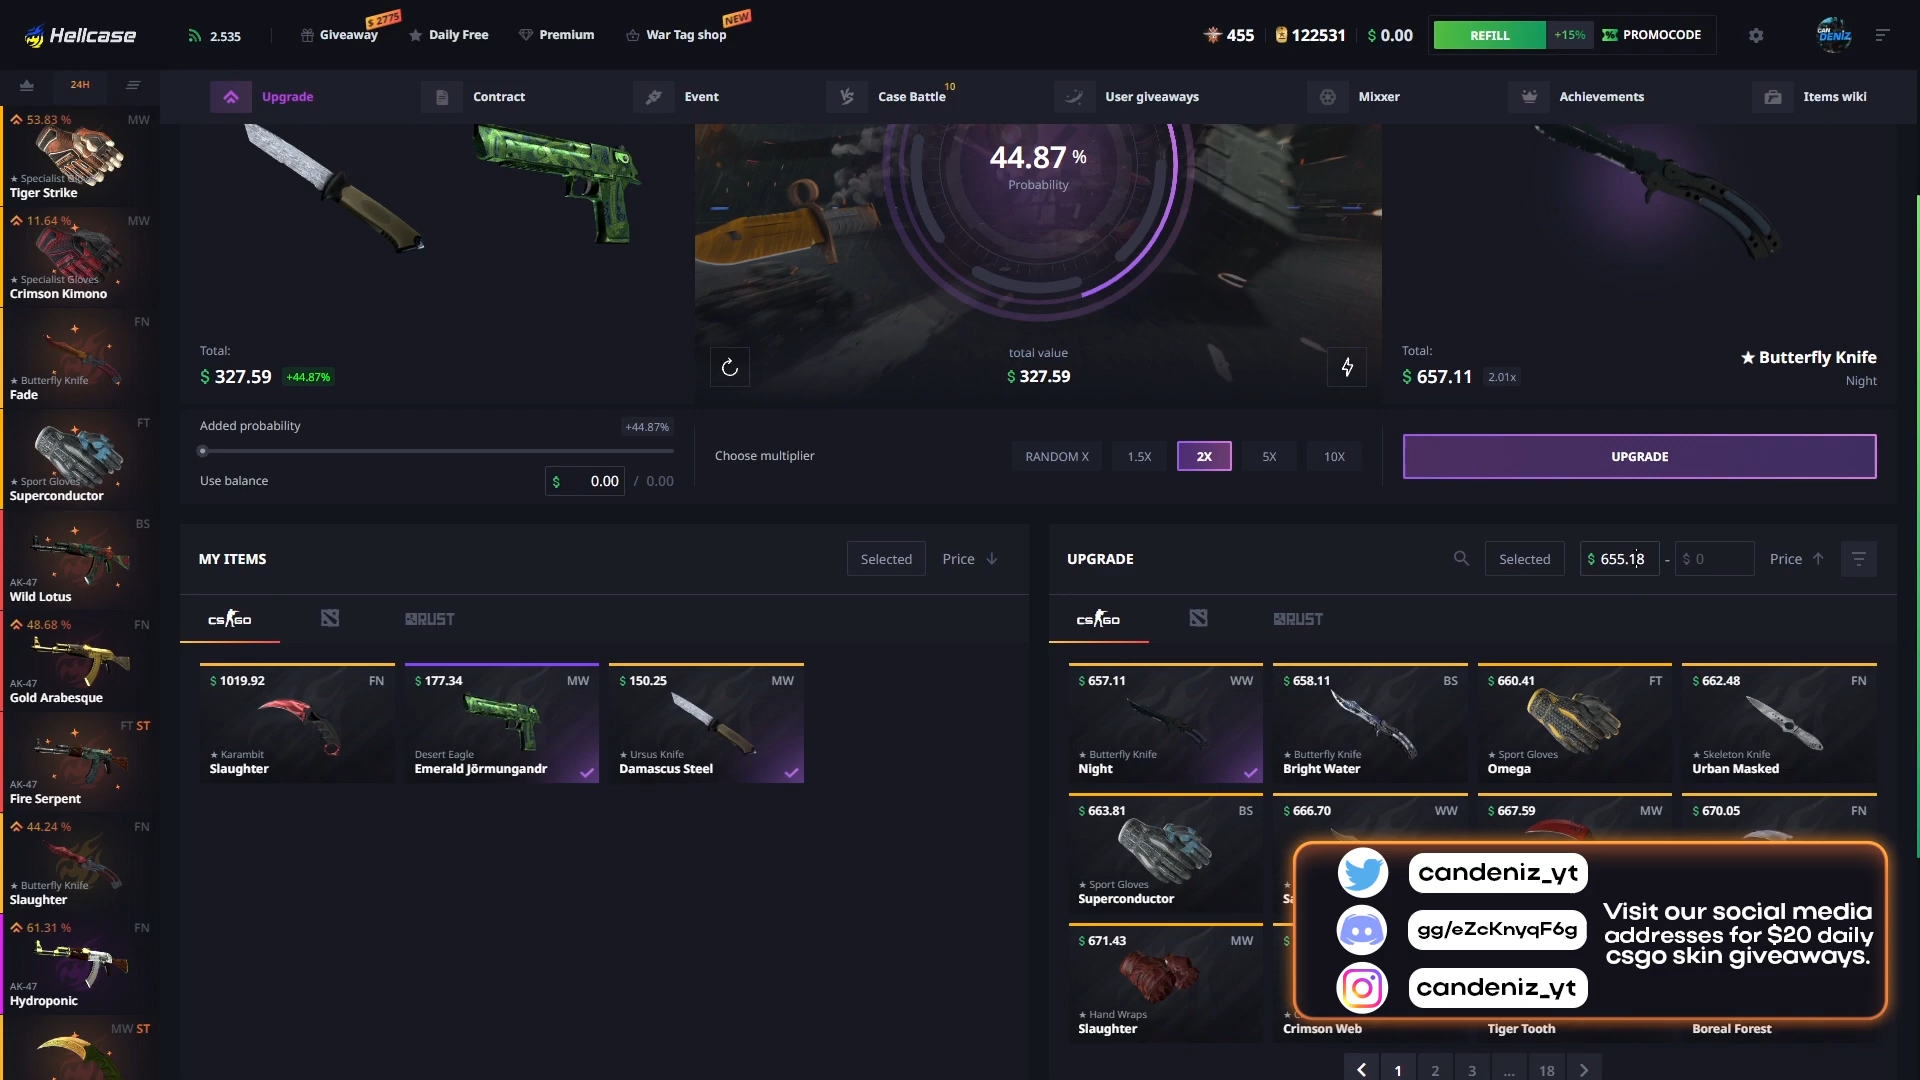 Hellcase
2.535
Giveaway
$ 2775
Daily Free
Premium
War Tag shop
NEW
455
122531
$ 0.00
REFILL
+15%
PROMOCODE
CAN DENIZ
24H
Upgrade
Contract
Event
Case Battle
10
User giveaways
Mixxer
Achievements
Items wiki
53.83 %
MW
★ Specialist Gloves
Tiger Strike
11.64 %
MW
★ Specialist Gloves
Crimson Kimono
FN
★ Butterfly Knife
Fade
FT
★ Sport Gloves
Superconductor
BS
AK-47
Wild Lotus
48.68 %
FN
AK-47
Gold Arabesque
FT ST
AK-47
Fire Serpent
44.24 %
FN
★ Butterfly Knife
Slaughter
61.31 %
FN
AK-47
Hydroponic
MW ST
Total:
$ 327.59
+44.87%
44.87 %
Probability
total value
$ 327.59
Total:
$ 657.11
2.01x
★ Butterfly Knife
Night
Added probability
+44.87%
Use balance
$ 0.00 / 0.00
Choose multiplier
RANDOM X
1.5X
2X
5X
10X
UPGRADE
MY ITEMS
Selected
Price
CS GO
RUST
$ 1019.92
FN
★ Karambit
Slaughter
$ 177.34
MW
Desert Eagle
Emerald Jörmungandr
$ 150.25
MW
★ Ursus Knife
Damascus Steel
UPGRADE
Selected
$ 655.18 - $ 0
Price
CS GO
RUST
$ 657.11
WW
★ Butterfly Knife
Night
$ 658.11
BS
★ Butterfly Knife
Bright Water
$ 660.41
FT
★ Sport Gloves
Omega
$ 662.48
FN
★ Skeleton Knife
Urban Masked
$ 663.81
BS
★ Sport Gloves
Superconductor
$ 666.70
WW
$ 667.59
MW
$ 670.05
FN
$ 671.43
MW
★ Hand Wraps
Slaughter
Crimson Web
Tiger Tooth
Boreal Forest
candeniz_yt
gg/eZcKnyqF6g
candeniz_yt
Visit our social media
addresses for $20 daily
csgo skin giveaways.
1 2 3 ... 18